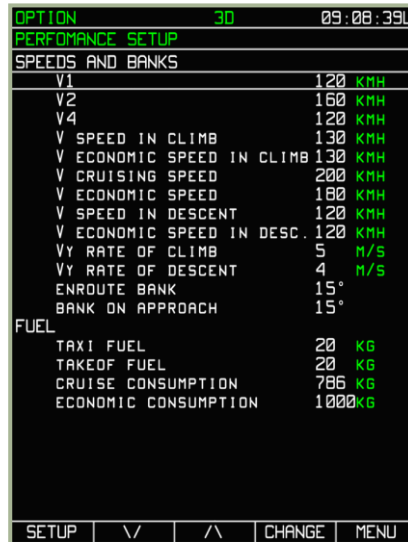 OPTION 3D 09:08:39L
PERFOMANCE SETUP
SPEEDS AND BANKS
V1 120 KMH
V2 160 KMH
V4 120 KMH
V SPEED IN CLIMB 130 KMH
V ECONOMIC SPEED IN CLIMB 130 KMH
V CRUISING SPEED 200 KMH
V ECONOMIC SPEED 180 KMH
V SPEED IN DESCENT 120 KMH
V ECONOMIC SPEED IN DESC. 120 KMH
VY RATE OF CLIMB 5 M/S
VY RATE OF DESCENT 4 M/S
ENROUTE BANK 15°
BANK ON APPROACH 15°
FUEL
TAXI FUEL 20 KG
TAKEOF FUEL 20 KG
CRUISE CONSUMPTION 786 KG
ECONOMIC CONSUMPTION 1000KG
SETUP \/ /\ CHANGE MENU